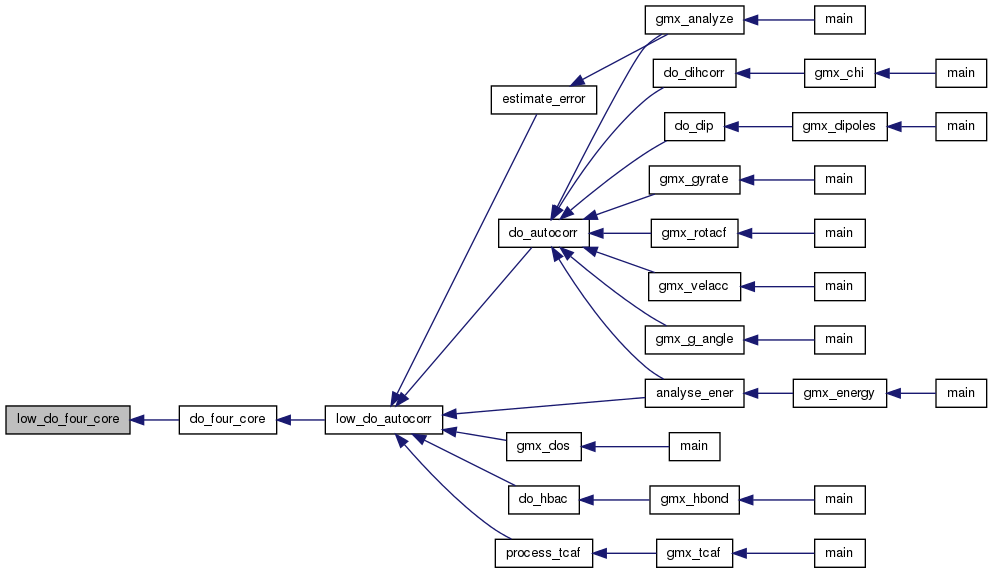 gmx_analyze
main
do_dihcorr
gmx_chi
main
estimate_error
do_dip
gmx_dipoles
main
gmx_gyrate
main
do_autocorr
gmx_rotacf
main
gmx_velacc
main
gmx_g_angle
main
analyse_ener
gmx_energy
main
low_do_four_core
do_four_core
low_do_autocorr
gmx_dos
main
do_hbac
gmx_hbond
main
process_tcaf
gmx_tcaf
main